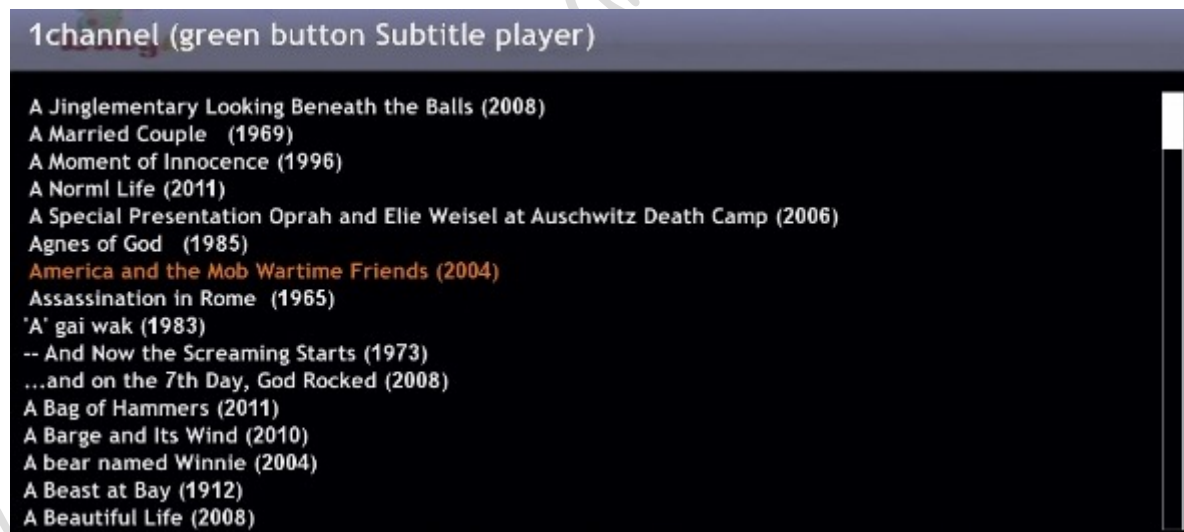 1channel (green button Subtitle player)
A Jinglementary Looking Beneath the Balls (2008)
A Married Couple (1969)
A Moment of Innocence (1996)
A Norml Life (2011)
A Special Presentation Oprah and Elie Weisel at Auschwitz Death Camp (2006)
Agnes of God (1985)
America and the Mob Wartime Friends (2004)
Assassination in Rome (1965)
'A' gai wak (1983)
-- And Now the Screaming Starts (1973)
...and on the 7th Day, God Rocked (2008)
A Bag of Hammers (2011)
A Barge and Its Wind (2010)
A bear named Winnie (2004)
A Beast at Bay (1912)
A Beautiful Life (2008)